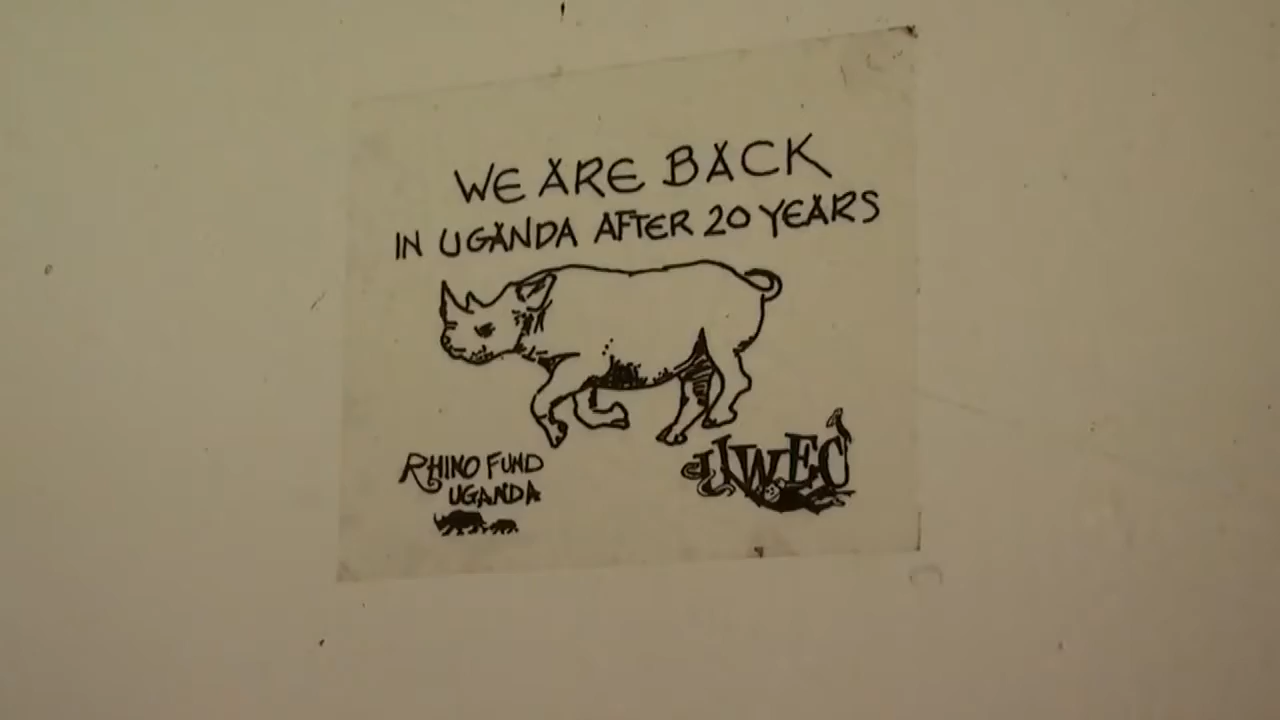 WE ARE BACK
IN UGANDA AFTER 20 YEARS
RHINO FUND
UGANDA
UWEC